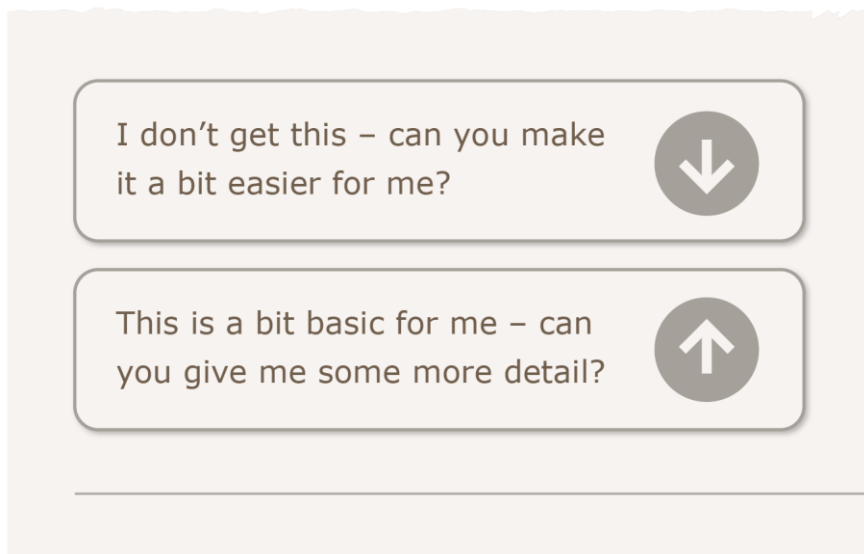 I don’t get this – can you make
it a bit easier for me?
This is a bit basic for me – can
you give me some more detail?